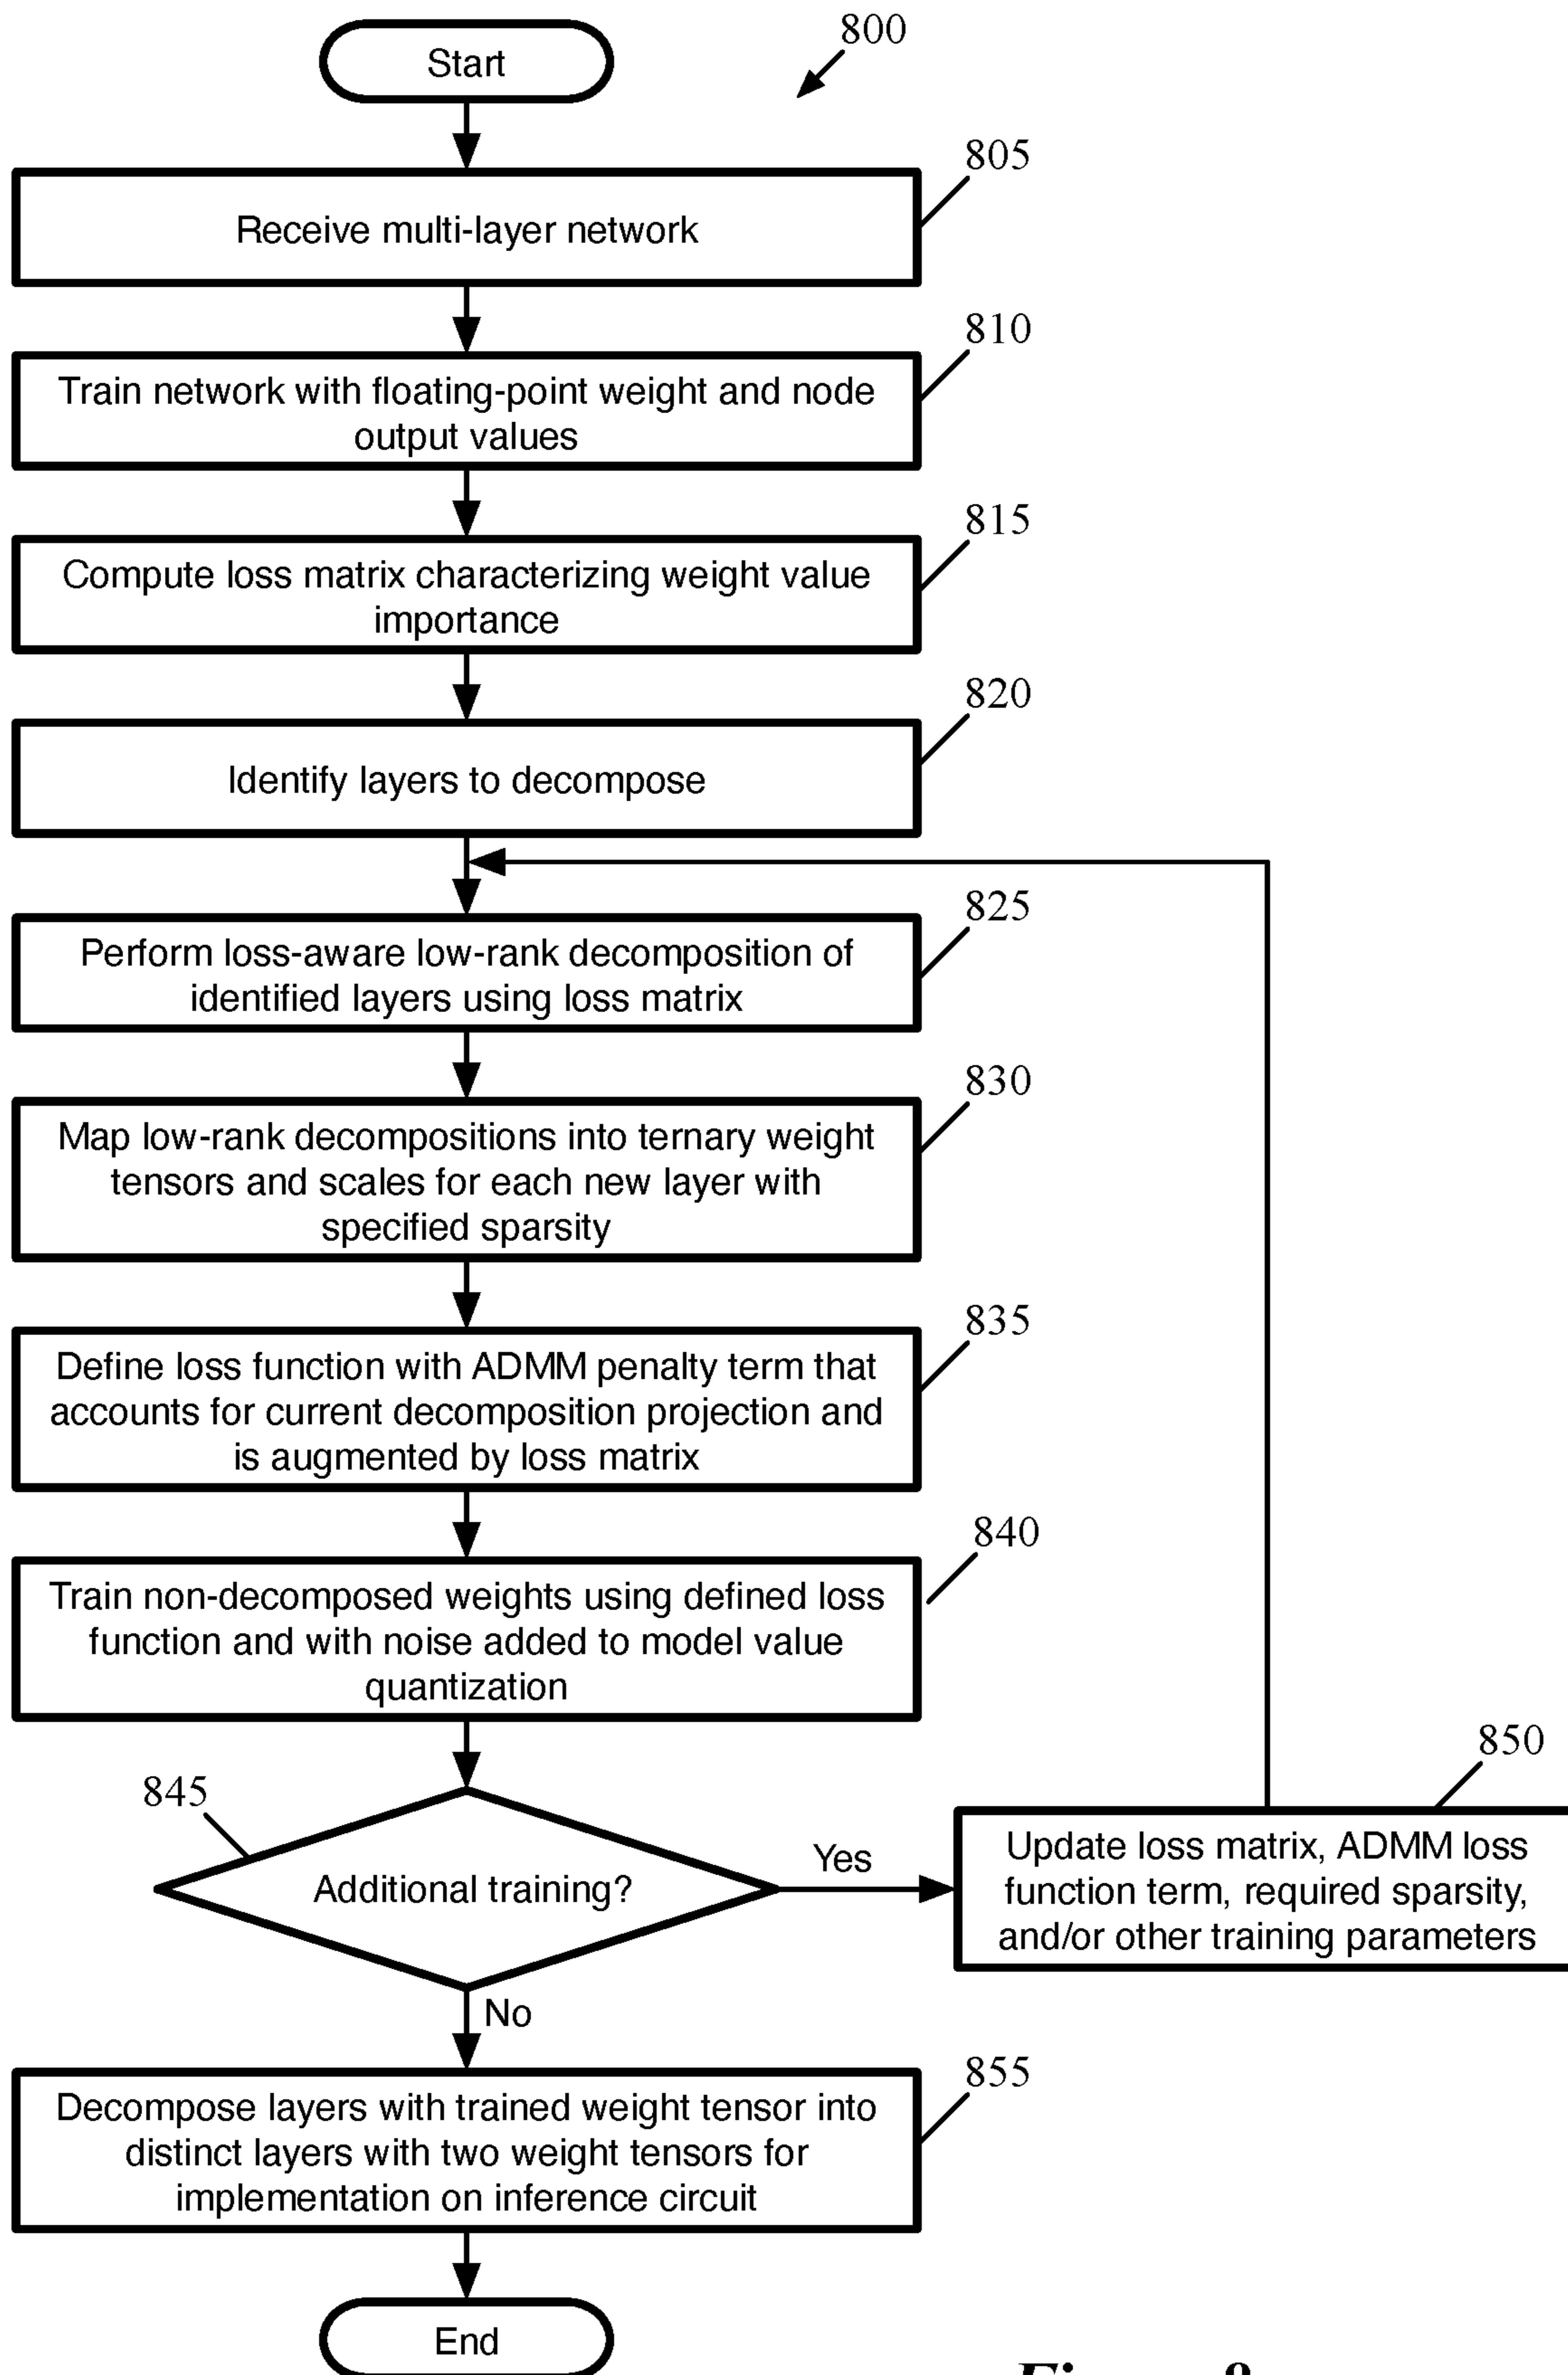 Start
800
805
Receive multi-layer network
810
Train network with floating-point weight and node
output values
815
Compute loss matrix characterizing weight value
importance
820
Identify layers to decompose
825
Perform loss-aware low-rank decomposition of
identified layers using loss matrix
830
Map low-rank decompositions into ternary weight
tensors and scales for each new layer with
specified sparsity
835
Define loss function with ADMM penalty term that
accounts for current decomposition projection and
is augmented by loss matrix
840
Train non-decomposed weights using defined loss
function and with noise added to model value
quantization
845
Additional training?
Yes
850
Update loss matrix, ADMM loss
function term, required sparsity,
and/or other training parameters
No
855
Decompose layers with trained weight tensor into
distinct layers with two weight tensors for
implementation on inference circuit
End